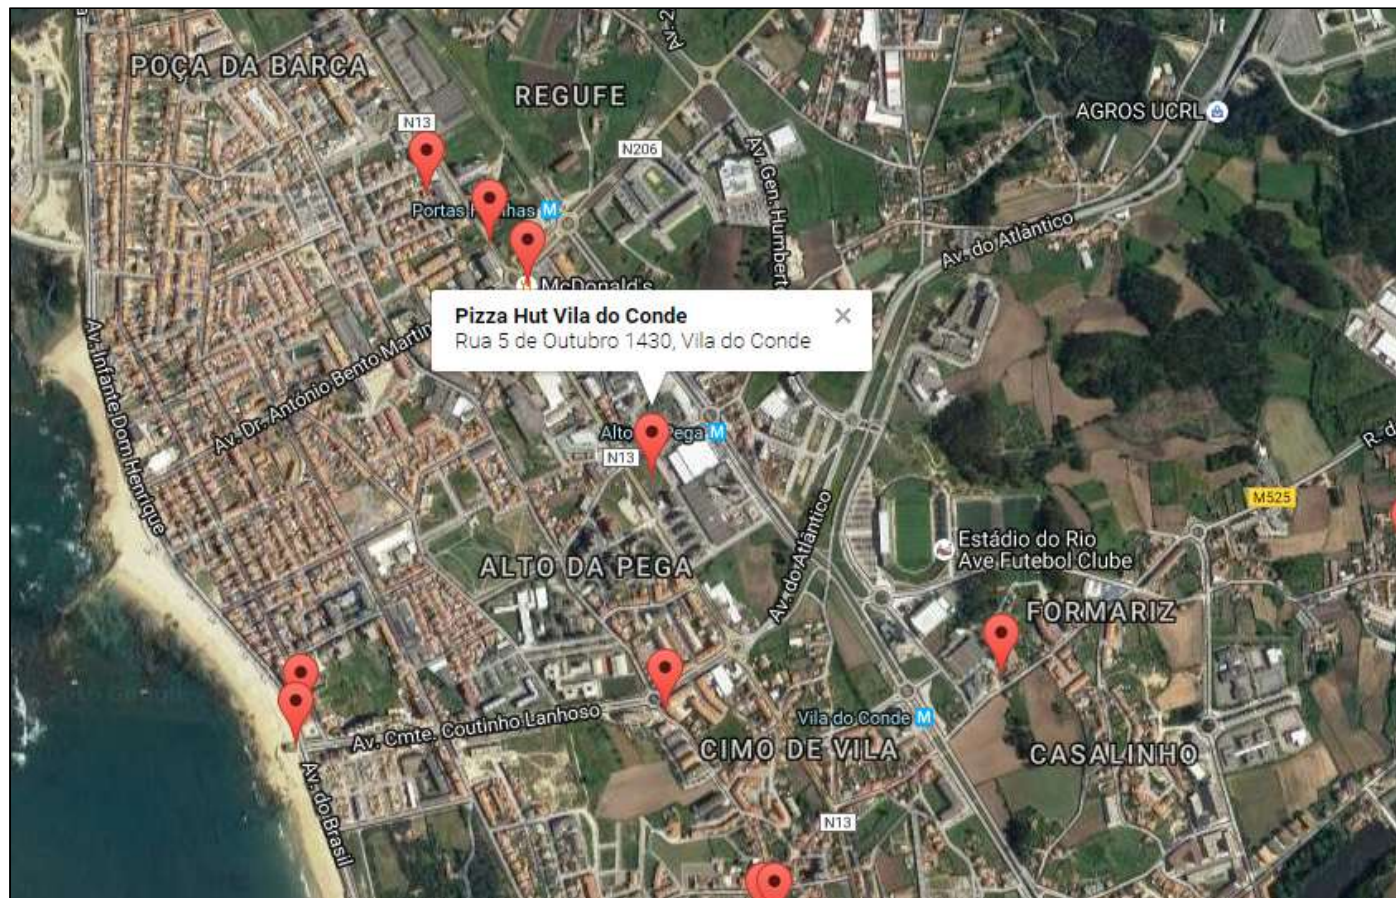 POÇA DA BARCA
REGUFE
AGROS UCRL
N13
N206
Av. Gen. Humberto
Portas
M
McDonald's
Av. do Atlântico
Pizza Hut Vila do Conde
×
Rua 5 de Outubro 1430, Vila do Conde
Av. Infante Dom Henrique
Av. Dr. António Bento Martin
Alto
Pega
M
N13
M525
Estádio do Rio
Ave Futebol Clube
ALTO DA PEGA
Av. do Atlântico
FORMARIZ
Av. Cmte. Coutinho Lanhoso
Vila do Conde
M
CIMO DE VILA
CASALINHO
Av. do Brasil
N13